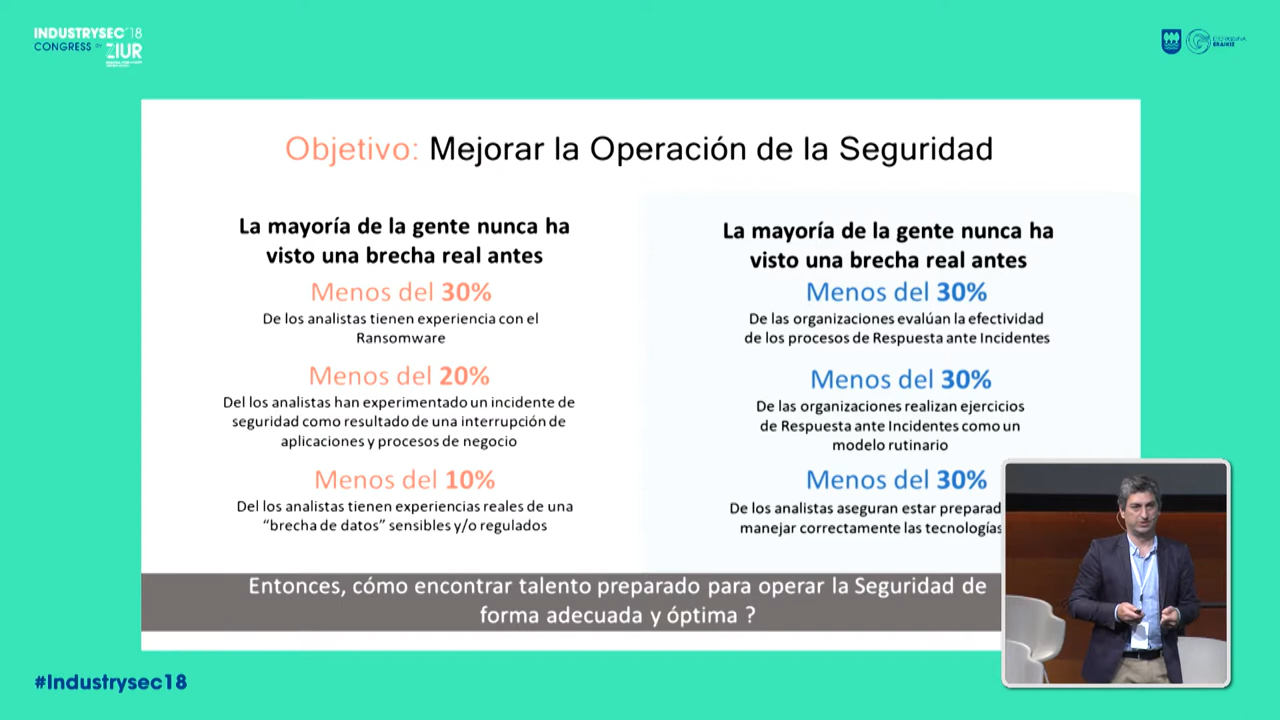 INDUSTRYSEC'18
CONGRESS BY ZIUR
Objetivo: Mejorar la Operación de la Seguridad
La mayoría de la gente nunca ha
visto una brecha real antes
Menos del 30%
De los analistas tienen experiencia con el
Ransomware
Menos del 20%
Del los analistas han experimentado un incidente de
seguridad como resultado de una interrupción de
aplicaciones y procesos de negocio
Menos del 10%
Del los analistas tienen experiencias reales de una
“brecha de datos” sensibles y/o regulados
La mayoría de la gente nunca ha
visto una brecha real antes
Menos del 30%
De las organizaciones evalúan la efectividad
de los procesos de Respuesta ante Incidentes
Menos del 30%
De las organizaciones realizan ejercicios
de Respuesta ante Incidentes como un
modelo rutinario
Menos del 30%
De los analistas aseguran estar preparad
manejar correctamente las tecnologías
Entonces, cómo encontrar talento preparado para operar la Seguridad de
forma adecuada y óptima ?
#Industrysec18